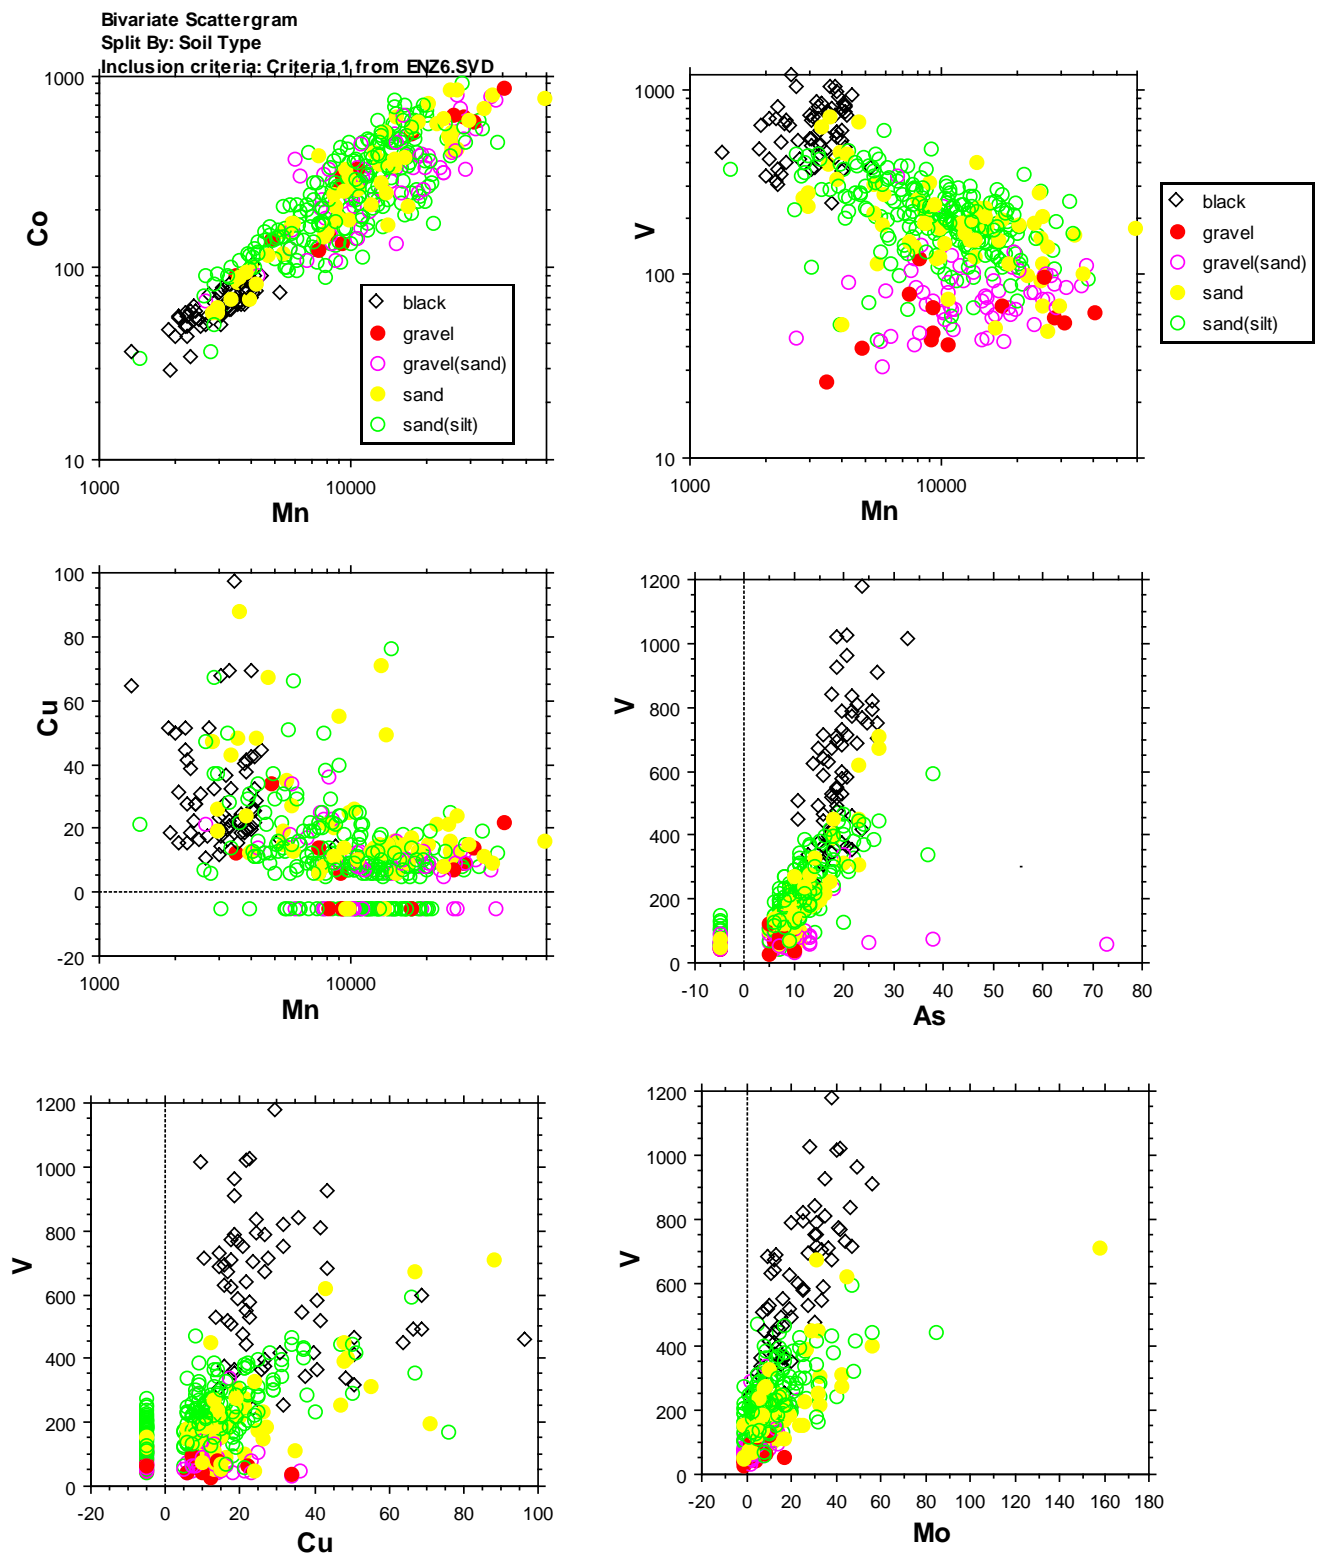 Bivariate Scattergram
Split By: Soil Type
Inclusion criteria: Criteria 1 from ENZ6.SVD
1000
100
10
Co
1000
10000
Mn
black
gravel
gravel(sand)
sand
sand(silt)
1000
100
10
V
1000
10000
Mn
black
gravel
gravel(sand)
sand
sand(silt)
100
80
60
40
20
0
-20
Cu
1000
10000
Mn
1200
1000
800
600
400
200
0
V
-10 0 10 20 30 40 50 60 70 80
As
1200
1000
800
600
400
200
0
V
-20 0 20 40 60 80 100
Cu
1200
1000
800
600
400
200
0
V
-20 0 20 40 60 80 100 120 140 160 180
Mo